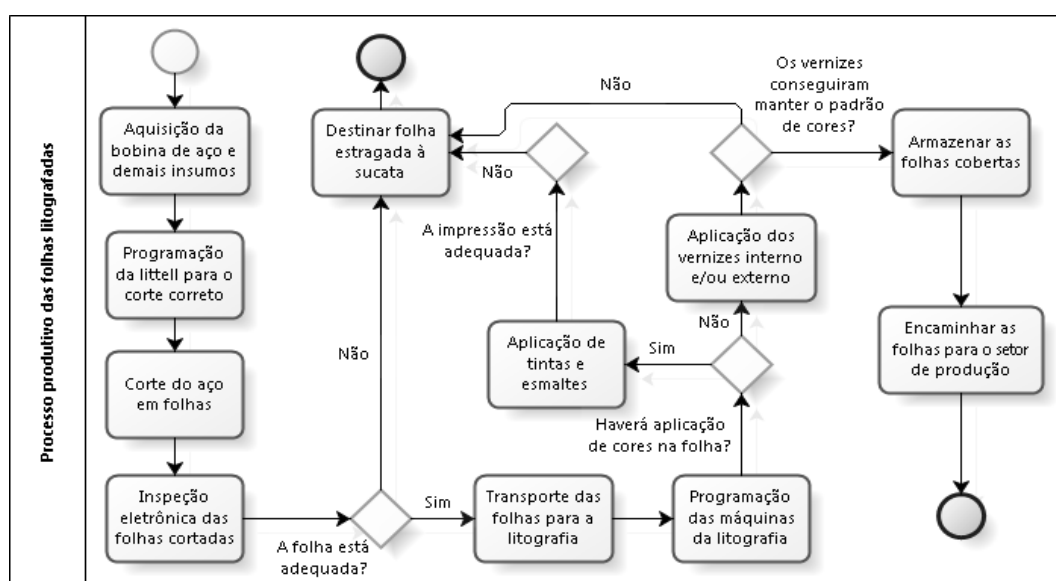 Processo produtivo das folhas litografadas
Aquisição da
bobina de aço e
demais insumos
Programação
da littell para o
corte correto
Corte do aço
em folhas
Inspeção
eletrônica das
folhas cortadas
A folha está
adequada?
Não
Sim
Destinar folha
estragada à
sucata
Transporte das
folhas para a
litografia
Programação
das máquinas
da litografia
Haverá aplicação
de cores na folha?
Sim
Não
Aplicação de
tintas e
esmaltes
A impressão está
adequada?
Não
Aplicação dos
vernizes interno
e/ou externo
Os vernizes
conseguiram
manter o padrão
de cores?
Não
Armazenar as
folhas cobertas
Encaminhar as
folhas para o setor
de produção